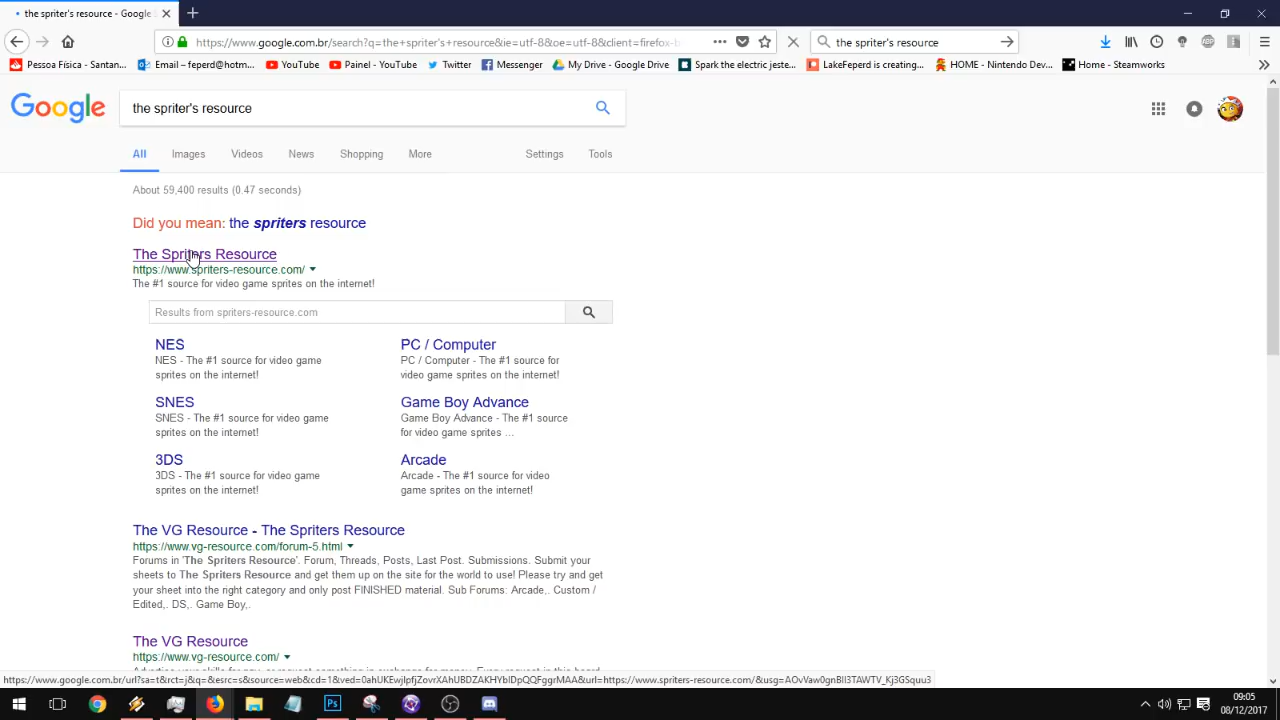 the spriter's resource - Google S
https://www.google.com.br/search?q=the+spriter's+resource&ie=utf-8&oe=utf-8&client=firefox-b
the spriter's resource
Pessoa Física - Santan...
Email – feperd@hotm...
YouTube
Painel - YouTube
Twitter
Messenger
My Drive - Google Drive
Spark the electric jeste...
LakeFeperd is creating...
HOME - Nintendo Dev...
Home - Steamworks
Google
the spriter's resource
All
Images
Videos
News
Shopping
More
Settings
Tools
About 59,400 results (0.47 seconds)
Did you mean: the spriters resource
The Spriters Resource
https://www.spriters-resource.com/
The #1 source for video game sprites on the internet!
Results from spriters-resource.com
NES
NES - The #1 source for video game
sprites on the internet!
PC / Computer
PC / Computer - The #1 source for
video game sprites on the internet!
SNES
SNES - The #1 source for video game
sprites on the internet!
Game Boy Advance
Game Boy Advance - The #1 source
for video game sprites ...
3DS
3DS - The #1 source for video game
sprites on the internet!
Arcade
Arcade - The #1 source for video
game sprites on the internet!
The VG Resource - The Spriters Resource
https://www.vg-resource.com/forum-5.html
Forums in 'The Spriters Resource'. Forum, Threads, Posts, Last Post. Submissions. Submit your
sheets to The Spriters Resource and get them up on the site for the world to use! Please try and get
your sheet into the right category and only post FINISHED material. Sub Forums: Arcade,. Custom /
Edited,. DS,. Game Boy,.
The VG Resource
https://www.vg-resource.com/
ABP
Ps
09:05
08/12/2017